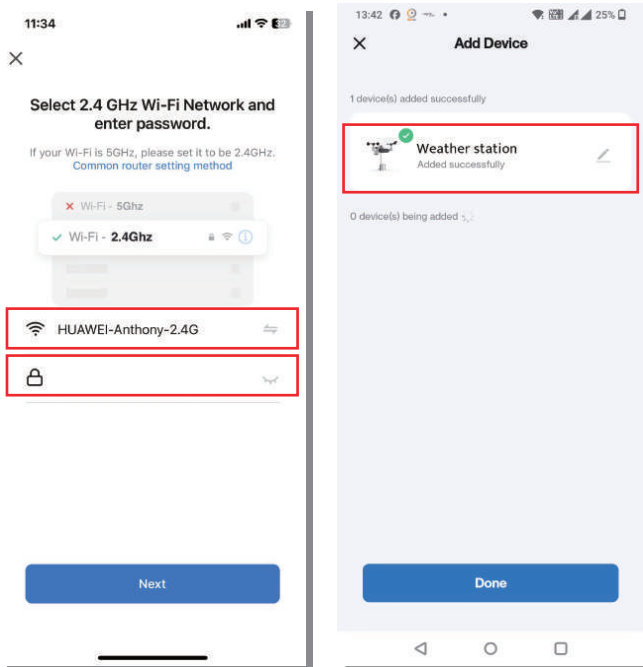 11:34
Select 2.4 GHz Wi-Fi Network and
enter password.
If your Wi-Fi is 5GHz, please set it to be 2.4GHz.
Common router setting method
Wi-Fi - 5Ghz
Wi-Fi - 2.4Ghz
HUAWEI-Anthony-2.4G
Next
13:42
25%
Add Device
1 device(s) added successfully
Weather station
Added successfully
0 device(s) being added
Done